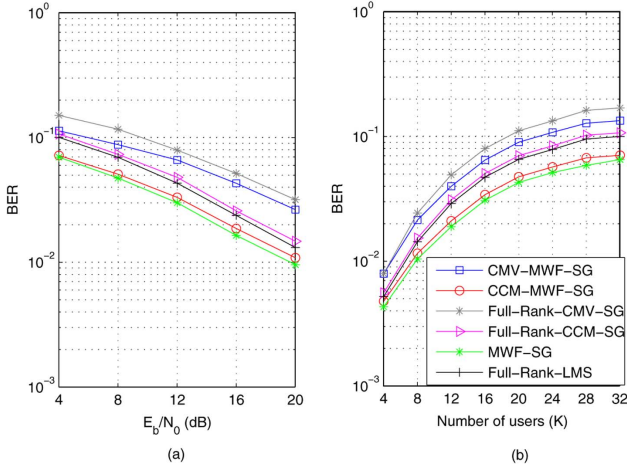 10^0
10^-1
10^-2
10^-3
BER
4 8 12 16 20
E_b/N_0 (dB)
(a)
10^0
10^-1
10^-2
10^-3
BER
CMV-MWF-SG
CCM-MWF-SG
Full-Rank-CMV-SG
Full-Rank-CCM-SG
MWF-SG
Full-Rank-LMS
4 8 12 16 20 24 28 32
Number of users (K)
(b)